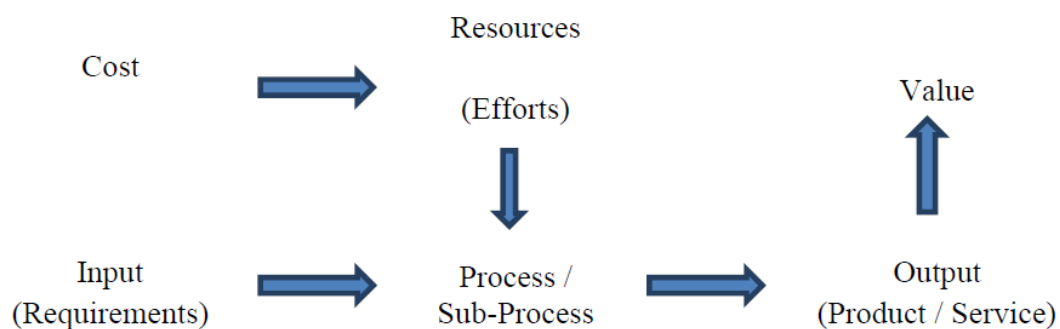 Resources
Cost
(Efforts)
Value
Input
(Requirements)
Process /
Sub-Process
Output
(Product / Service)